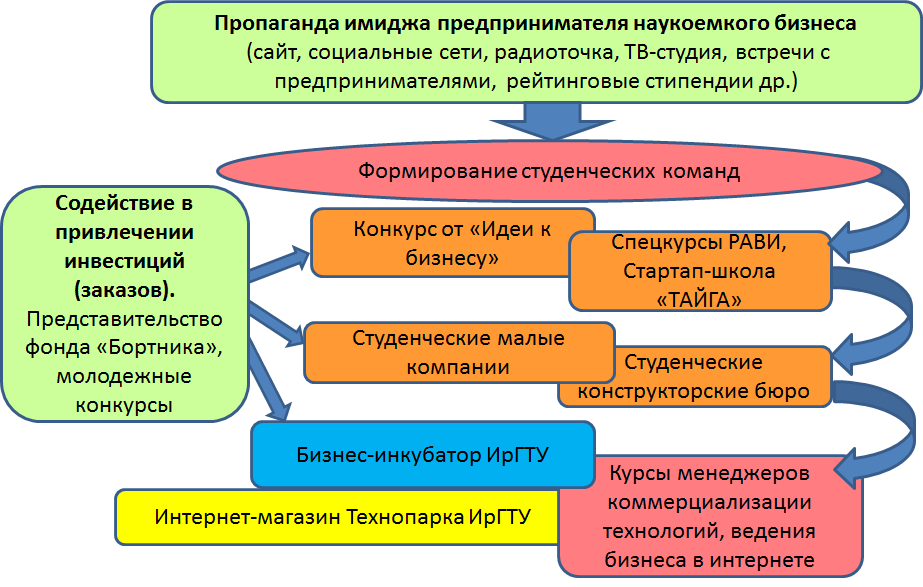 Пропаганда имиджа предпринимателя наукоемкого бизнеса
(сайт, социальные сети, радиоточка, ТВ-студия, встречи с
предпринимателями, рейтинговые стипендии др.)
Формирование студенческих команд
Содействие в
привлечении
инвестиций
(заказов).
Представительство
фонда «Бортника»,
молодежные
конкурсы
Конкурс от «Идеи к
бизнесу»
Спецкурсы РАВИ,
Стартап-школа
«ТАЙГА»
Студенческие малые
компании
Студенческие
конструкторские бюро
Бизнес-инкубатор ИрГТУ
Интернет-магазин Технопарка ИрГТУ
Курсы менеджеров
коммерциализации
технологий, ведения
бизнеса в интернете